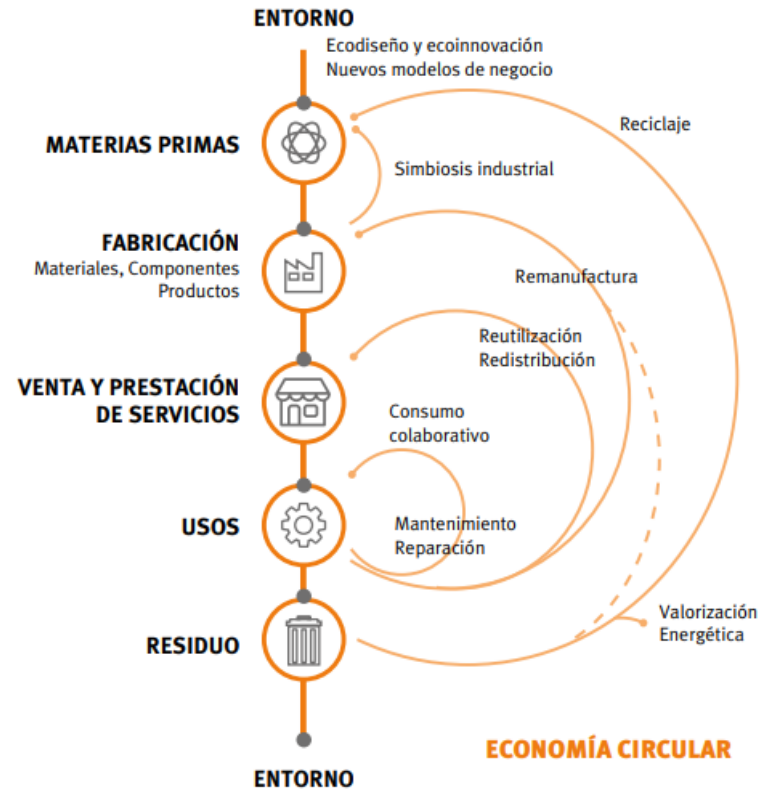 ENTORNO
Ecodiseño y ecoinnovación
Nuevos modelos de negocio
Reciclaje
MATERIAS PRIMAS
Simbiosis industrial
FABRICACIÓN
Materiales, Componentes
Productos
Remanufactura
Reutilización
Redistribución
VENTA Y PRESTACIÓN
DE SERVICIOS
Consumo
colaborativo
USOS
Mantenimiento
Reparación
RESIDUO
Valorización
Energética
ECONOMÍA CIRCULAR
ENTORNO